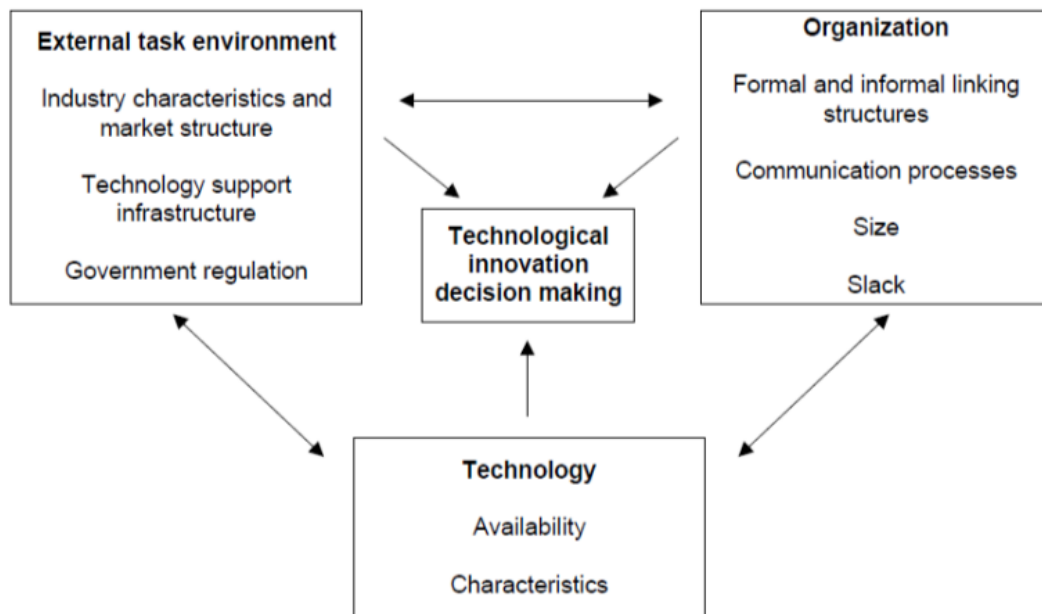 External task environment
Industry characteristics and
market structure
Technology support
infrastructure
Government regulation
Organization
Formal and informal linking
structures
Communication processes
Size
Slack
Technological
innovation
decision making
Technology
Availability
Characteristics